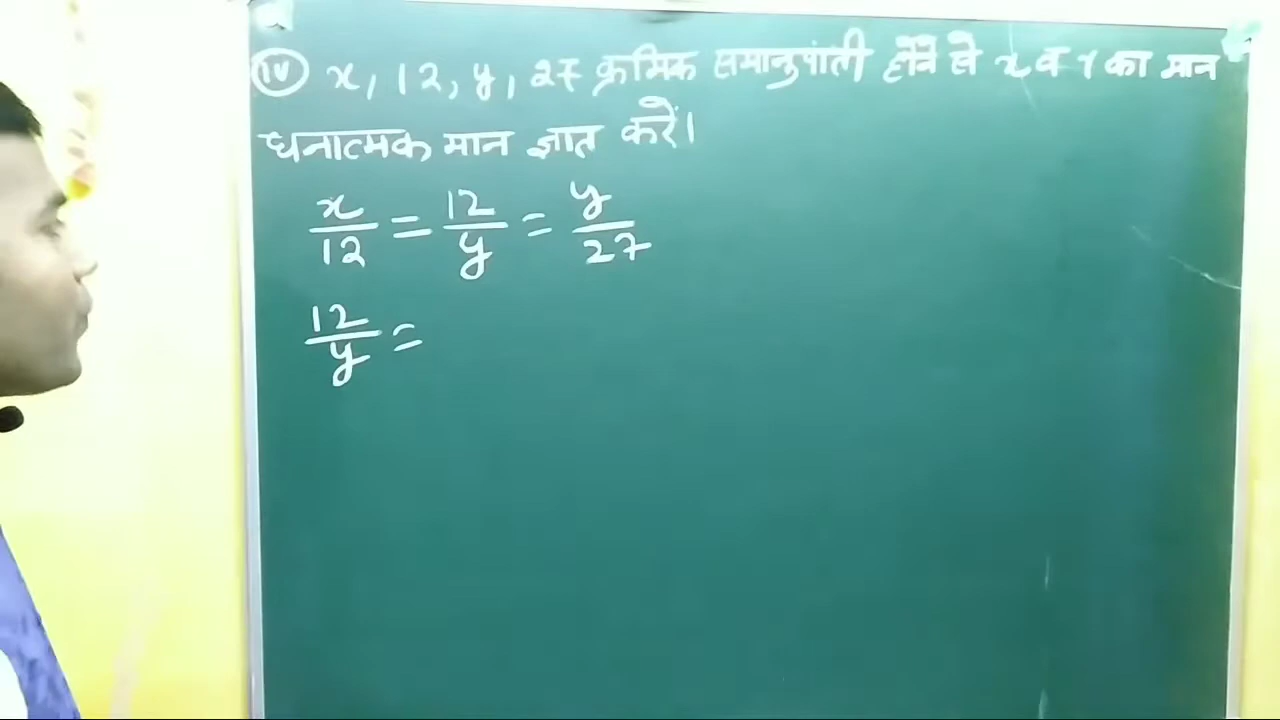 (iv) x, 12, y, 27 क्रमिक समानुपाती होने से x व y का मान
धनात्मक मान ज्ञात करें।
x/12 = 12/y = y/27
12/y =